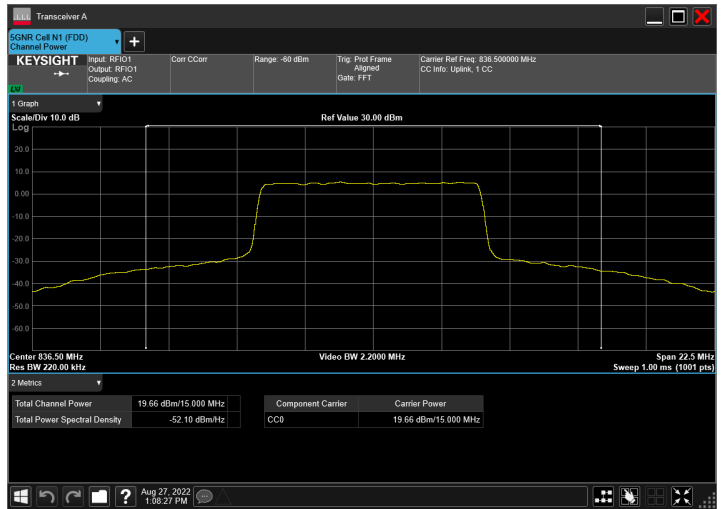 Transceiver A
5GNR Cell N1 (FDD)
Channel Power
KEYSIGHT
Input: RFIO1
Output: RFIO1
Coupling: AC
Corr CCorr
Range: -60 dBm
Trig: Prot Frame
Aligned
Gate: FFT
Carrier Ref Freq: 836.500000 MHz
CC Info: Uplink, 1 CC
LXI
1 Graph
Scale/Div 10.0 dB
Ref Value 30.00 dBm
Log
20.0
10.0
0.00
-10.0
-20.0
-30.0
-40.0
-50.0
-60.0
Center 836.50 MHz
Video BW 2.2000 MHz
Span 22.5 MHz
Res BW 220.00 kHz
Sweep 1.00 ms (1001 pts)
2 Metrics
Total Channel Power 19.66 dBm/15.000 MHz
Total Power Spectral Density -52.10 dBm/Hz
Component Carrier Carrier Power
CC0 19.66 dBm/15.000 MHz
?
Aug 27, 2022
1:08:27 PM